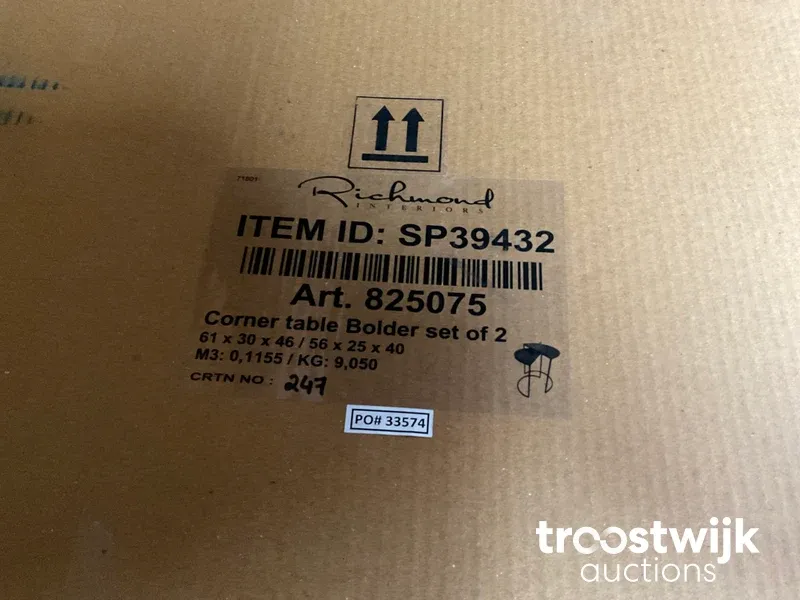 Richmond
INTERIORS
ITEM ID: SP39432
Art. 825075
Corner table Bolder set of 2
61 x 30 x 46 / 56 x 25 x 40
M3: 0,1155 / KG: 9,050
CRTN NO.: 247
PO# 33574
troostwijk
auctions